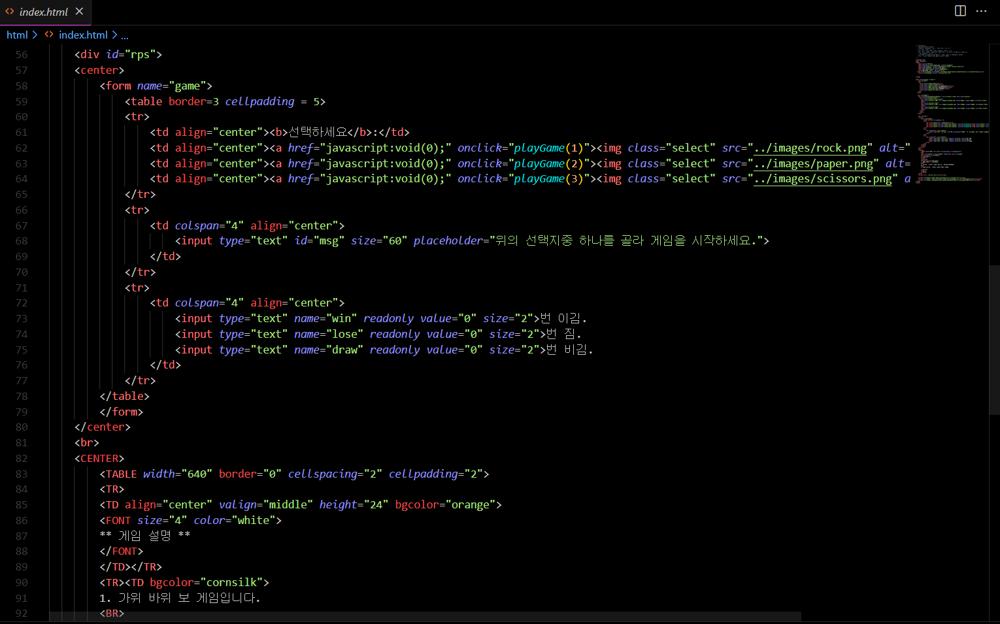 index.html
html > index.html > ...
56 <div id="rps">
57 <center>
58 <form name="game">
59 <table border=3 cellpadding = 5>
60 <tr>
61 <td align="center"><b>선택하세요</b>:</td>
62 <td align="center"><a href="javascript:void(0);" onclick="playGame(1)"><img class="select" src="../images/rock.png" alt="
63 <td align="center"><a href="javascript:void(0);" onclick="playGame(2)"><img class="select" src="../images/paper.png" alt=
64 <td align="center"><a href="javascript:void(0);" onclick="playGame(3)"><img class="select" src="../images/scissors.png" a
65 </tr>
66 <tr>
67 <td colspan="4" align="center">
68 <input type="text" id="msg" size="60" placeholder="위의 선택지중 하나를 골라 게임을 시작하세요.">
69 </td>
70 </tr>
71 <tr>
72 <td colspan="4" align="center">
73 <input type="text" name="win" readonly value="0" size="2">번 이김.
74 <input type="text" name="lose" readonly value="0" size="2">번 짐.
75 <input type="text" name="draw" readonly value="0" size="2">번 비김.
76 </td>
77 </tr>
78 </table>
79 </form>
80 </center>
81 <br>
82 <CENTER>
83 <TABLE width="640" border="0" cellspacing="2" cellpadding="2">
84 <TR>
85 <TD align="center" valign="middle" height="24" bgcolor="orange">
86 <FONT size="4" color="white">
87 ** 게임 설명 **
88 </FONT>
89 </TD></TR>
90 <TR><TD bgcolor="cornsilk">
91 1. 가위 바위 보 게임입니다.
92 <BR>